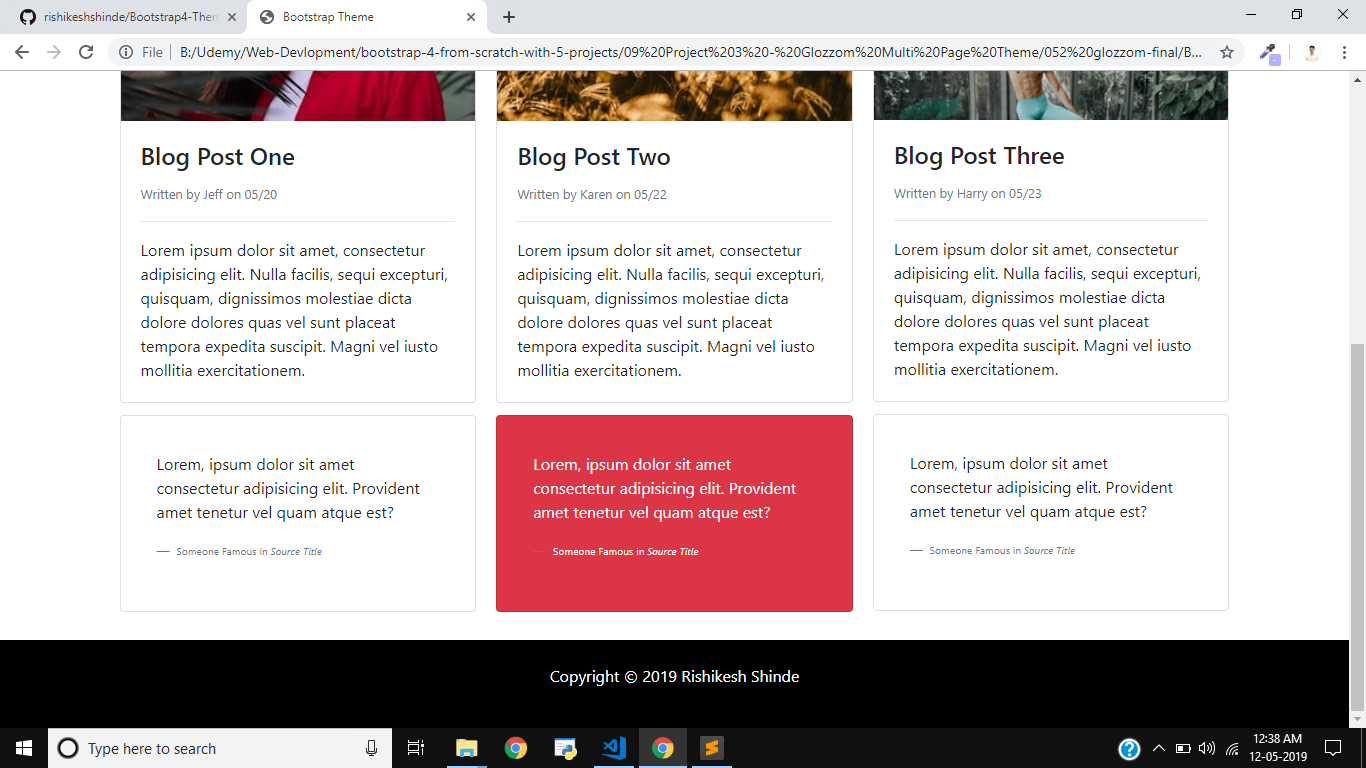 rishikeshshinde/Bootstrap4-Them
Bootstrap Theme
File
B:/Udemy/Web-Devlopment/bootstrap-4-from-scratch-with-5-projects/09%20Project%203%20-%20Glozzom%20Multi%20Page%20Theme/052%20glozzom-final/B...
Blog Post One
Written by Jeff on 05/20
Lorem ipsum dolor sit amet, consectetur
adipisicing elit. Nulla facilis, sequi excepturi,
quisquam, dignissimos molestiae dicta
dolore dolores quas vel sunt placeat
tempora expedita suscipit. Magni vel iusto
mollitia exercitationem.
Blog Post Two
Written by Karen on 05/22
Lorem ipsum dolor sit amet, consectetur
adipisicing elit. Nulla facilis, sequi excepturi,
quisquam, dignissimos molestiae dicta
dolore dolores quas vel sunt placeat
tempora expedita suscipit. Magni vel iusto
mollitia exercitationem.
Blog Post Three
Written by Harry on 05/23
Lorem ipsum dolor sit amet, consectetur
adipisicing elit. Nulla facilis, sequi excepturi,
quisquam, dignissimos molestiae dicta
dolore dolores quas vel sunt placeat
tempora expedita suscipit. Magni vel iusto
mollitia exercitationem.
Lorem, ipsum dolor sit amet
consectetur adipisicing elit. Provident
amet tenetur vel quam atque est?
— Someone Famous in Source Title
Lorem, ipsum dolor sit amet
consectetur adipisicing elit. Provident
amet tenetur vel quam atque est?
— Someone Famous in Source Title
Lorem, ipsum dolor sit amet
consectetur adipisicing elit. Provident
amet tenetur vel quam atque est?
— Someone Famous in Source Title
Copyright © 2019 Rishikesh Shinde
Type here to search
12:38 AM
12-05-2019